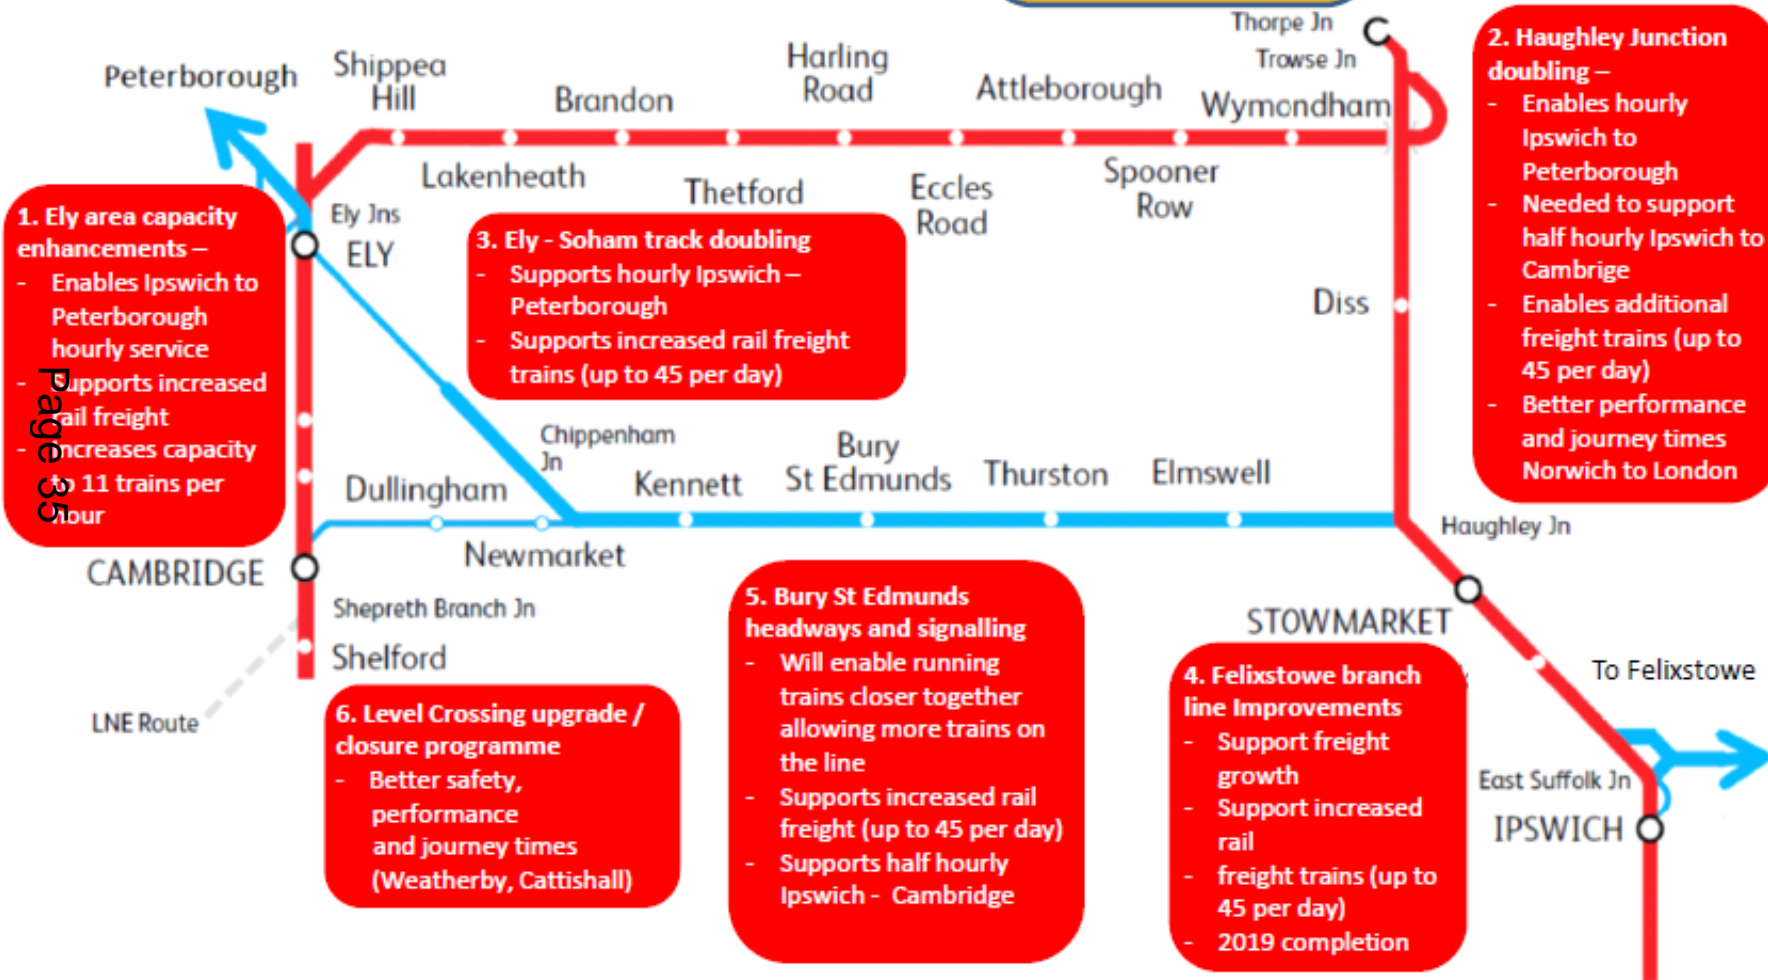 Thorpe Jn
Trowse Jn
Peterborough
Shippea
Hill
Brandon
Harling
Road
Attleborough
Wymondham
Lakenheath
Thetford
Eccles
Road
Spooner
Row
Ely Jns
ELY
Diss
1. Ely area capacity
enhancements –
- Enables Ipswich to
Peterborough
hourly service
- Supports increased
rail freight
- Increases capacity
to 11 trains per
hour
Page 35
2. Haughley Junction
doubling –
- Enables hourly
Ipswich to
Peterborough
- Needed to support
half hourly Ipswich to
Cambrige
- Enables additional
freight trains (up to
45 per day)
- Better performance
and journey times
Norwich to London
3. Ely - Soham track doubling
- Supports hourly Ipswich –
Peterborough
- Supports increased rail freight
trains (up to 45 per day)
Chippenham
Jn
Dullingham
Kennett
Bury
St Edmunds
Thurston
Elmswell
Newmarket
Haughley Jn
CAMBRIDGE
Shepreth Branch Jn
Shelford
LNE Route
STOWMARKET
To Felixstowe
East Suffolk Jn
IPSWICH
6. Level Crossing upgrade /
closure programme
- Better safety,
performance
and journey times
(Weatherby, Cattishall)
5. Bury St Edmunds
headways and signalling
- Will enable running
trains closer together
allowing more trains on
the line
- Supports increased rail
freight (up to 45 per day)
- Supports half hourly
Ipswich - Cambridge
4. Felixstowe branch
line Improvements
- Support freight
growth
- Support increased
rail
- freight trains (up to
45 per day)
- 2019 completion